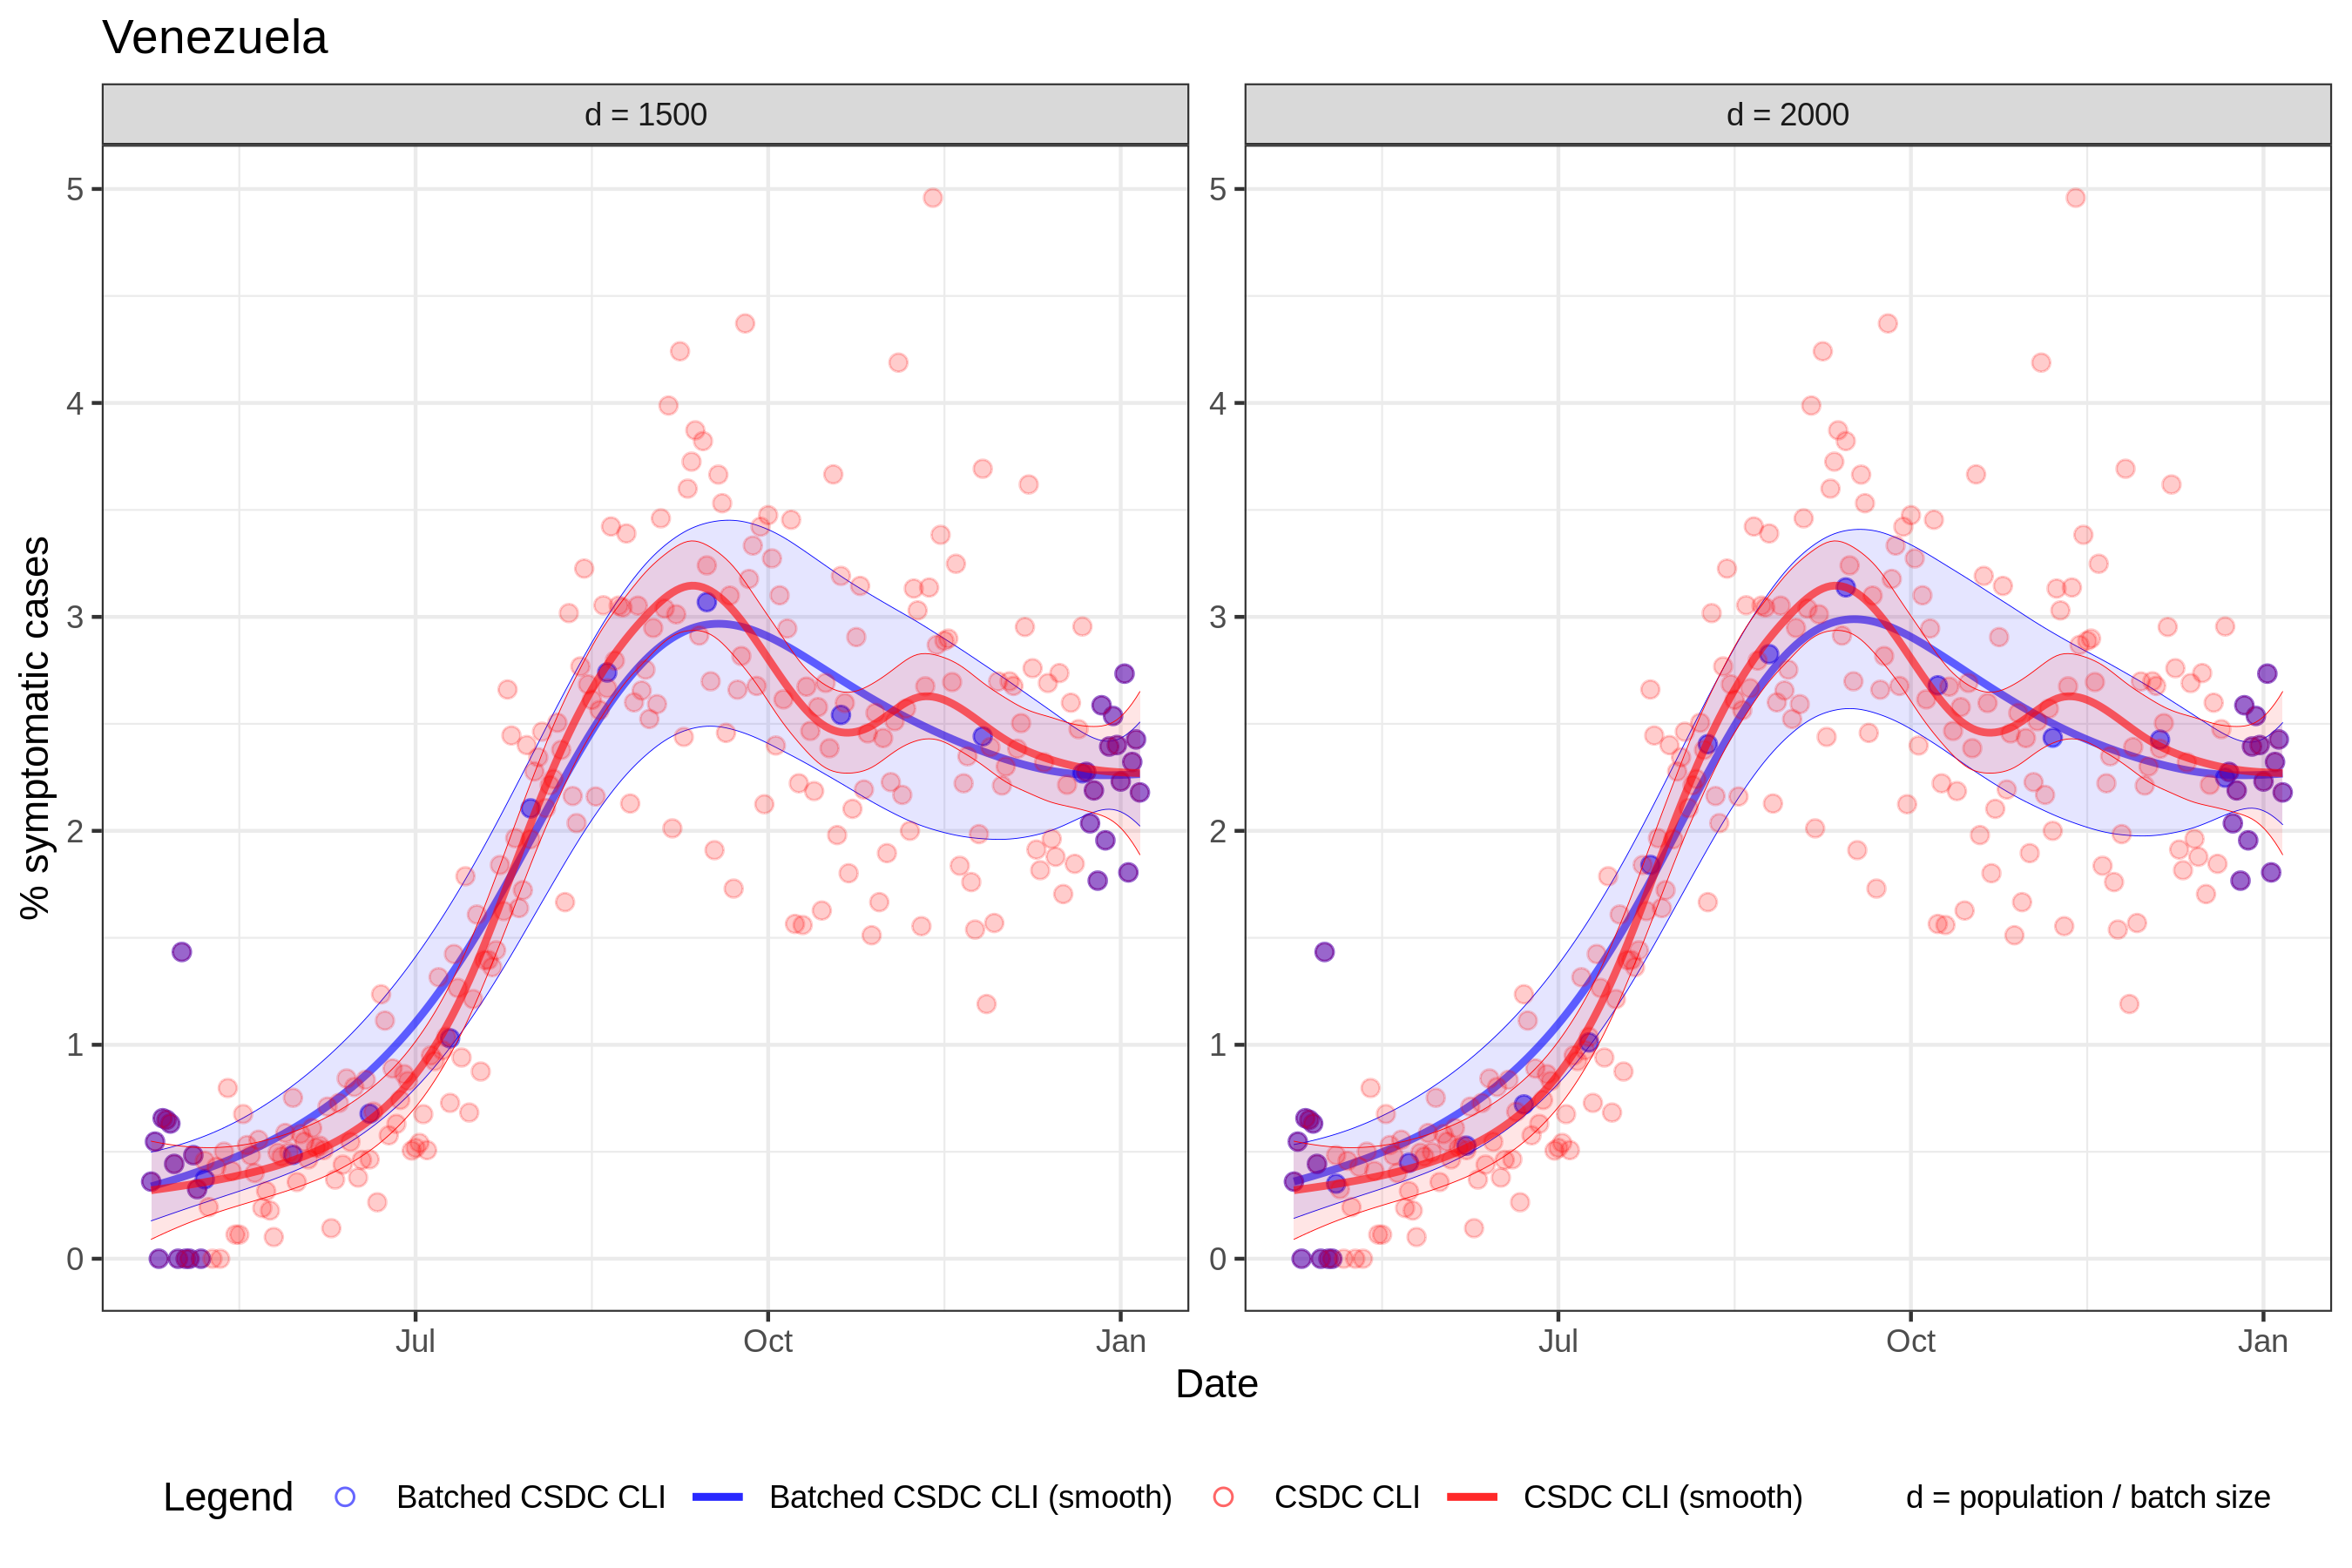 Venezuela
d = 1500
d = 2000
% symptomatic cases
5
4
3
2
1
0
5
4
3
2
1
0
Jul Oct Jan
Jul Oct Jan
Date
Legend Batched CSDC CLI Batched CSDC CLI (smooth) CSDC CLI CSDC CLI (smooth) d = population / batch size